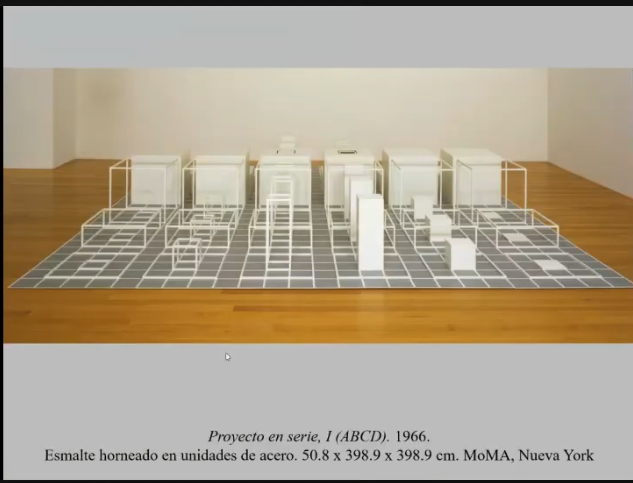 Proyecto en serie, I (ABCD). 1966.
Esmalte horneado en unidades de acero. 50.8 x 398.9 x 398.9 cm. MoMA, Nueva York